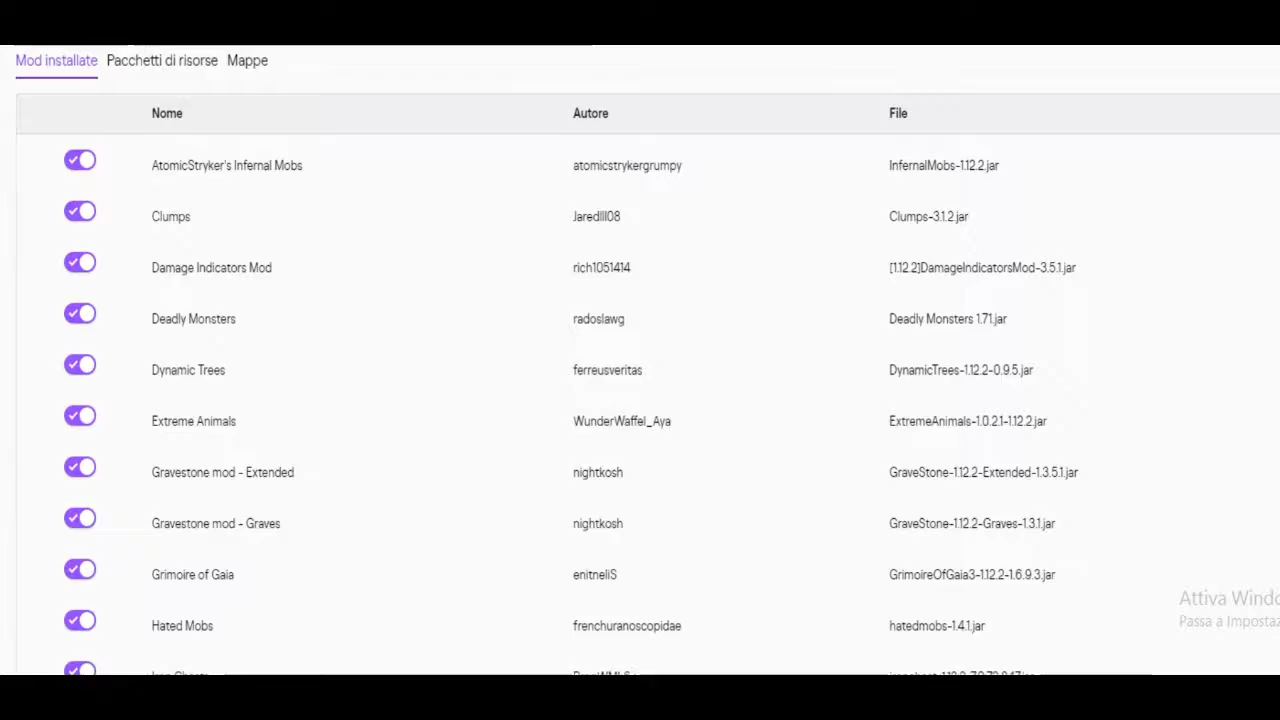 Mod installate Pacchetti di risorse Mappe
Nome Autore File
AtomicStryker's Infernal Mobs atomicstrykergrumpy InfernalMobs-1.12.2.jar
Clumps Jaredlll08 Clumps-3.1.2.jar
Damage Indicators Mod rich1051414 [1.12.2]DamageIndicatorsMod-3.5.1.jar
Deadly Monsters radoslawg Deadly Monsters 1.71.jar
Dynamic Trees ferreusveritas DynamicTrees-1.12.2-0.9.5.jar
Extreme Animals WunderWaffel_Aya ExtremeAnimals-1.0.2.1-1.12.2.jar
Gravestone mod - Extended nightkosh GraveStone-1.12.2-Extended-1.3.5.1.jar
Gravestone mod - Graves nightkosh GraveStone-1.12.2-Graves-1.3.1.jar
Grimoire of Gaia enitneliS GrimoireOfGaia3-1.12.2-1.6.9.3.jar
Hated Mobs frenchuranoscopidae hatedmobs-1.4.1.jar
Attiva Windo
Passa a Impostaz